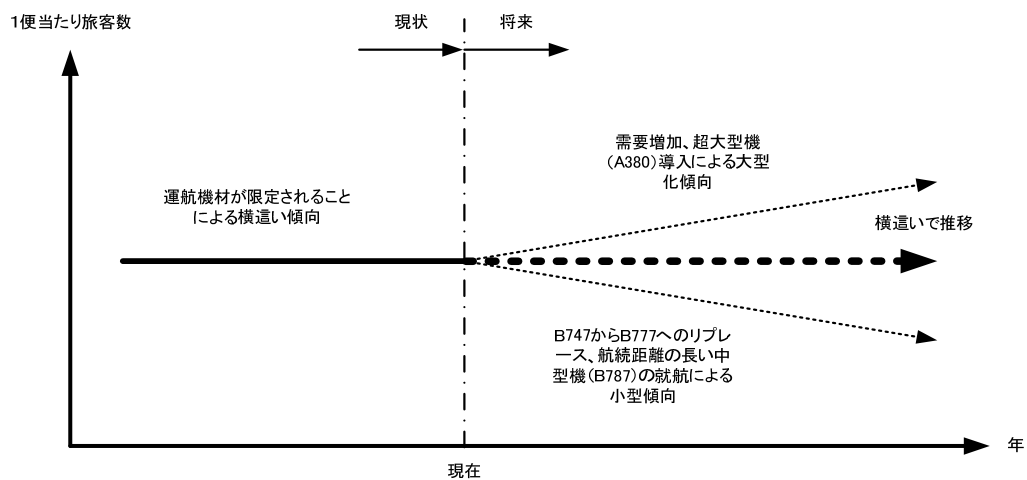 1便当たり旅客数
現状
将来
需要増加、超大型機
(A380)導入による大型
化傾向
運航機材が限定されること
による横這い傾向
横這いで推移
B747からB777へのリプレ
ース、航続距離の長い中
型機(B787)の就航による
小型傾向
年
現在